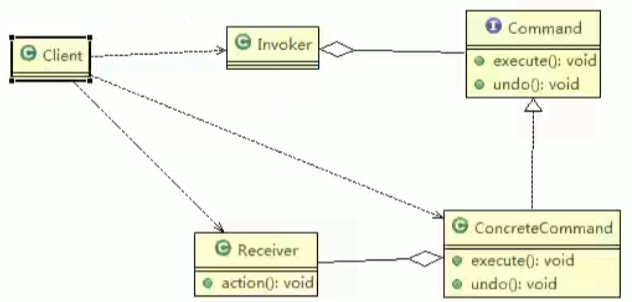 I Command
C Invoker
C Client
execute(): void
undo(): void
C ConcreteCommand
C Receiver
execute(): void
action(): void
undo(): void